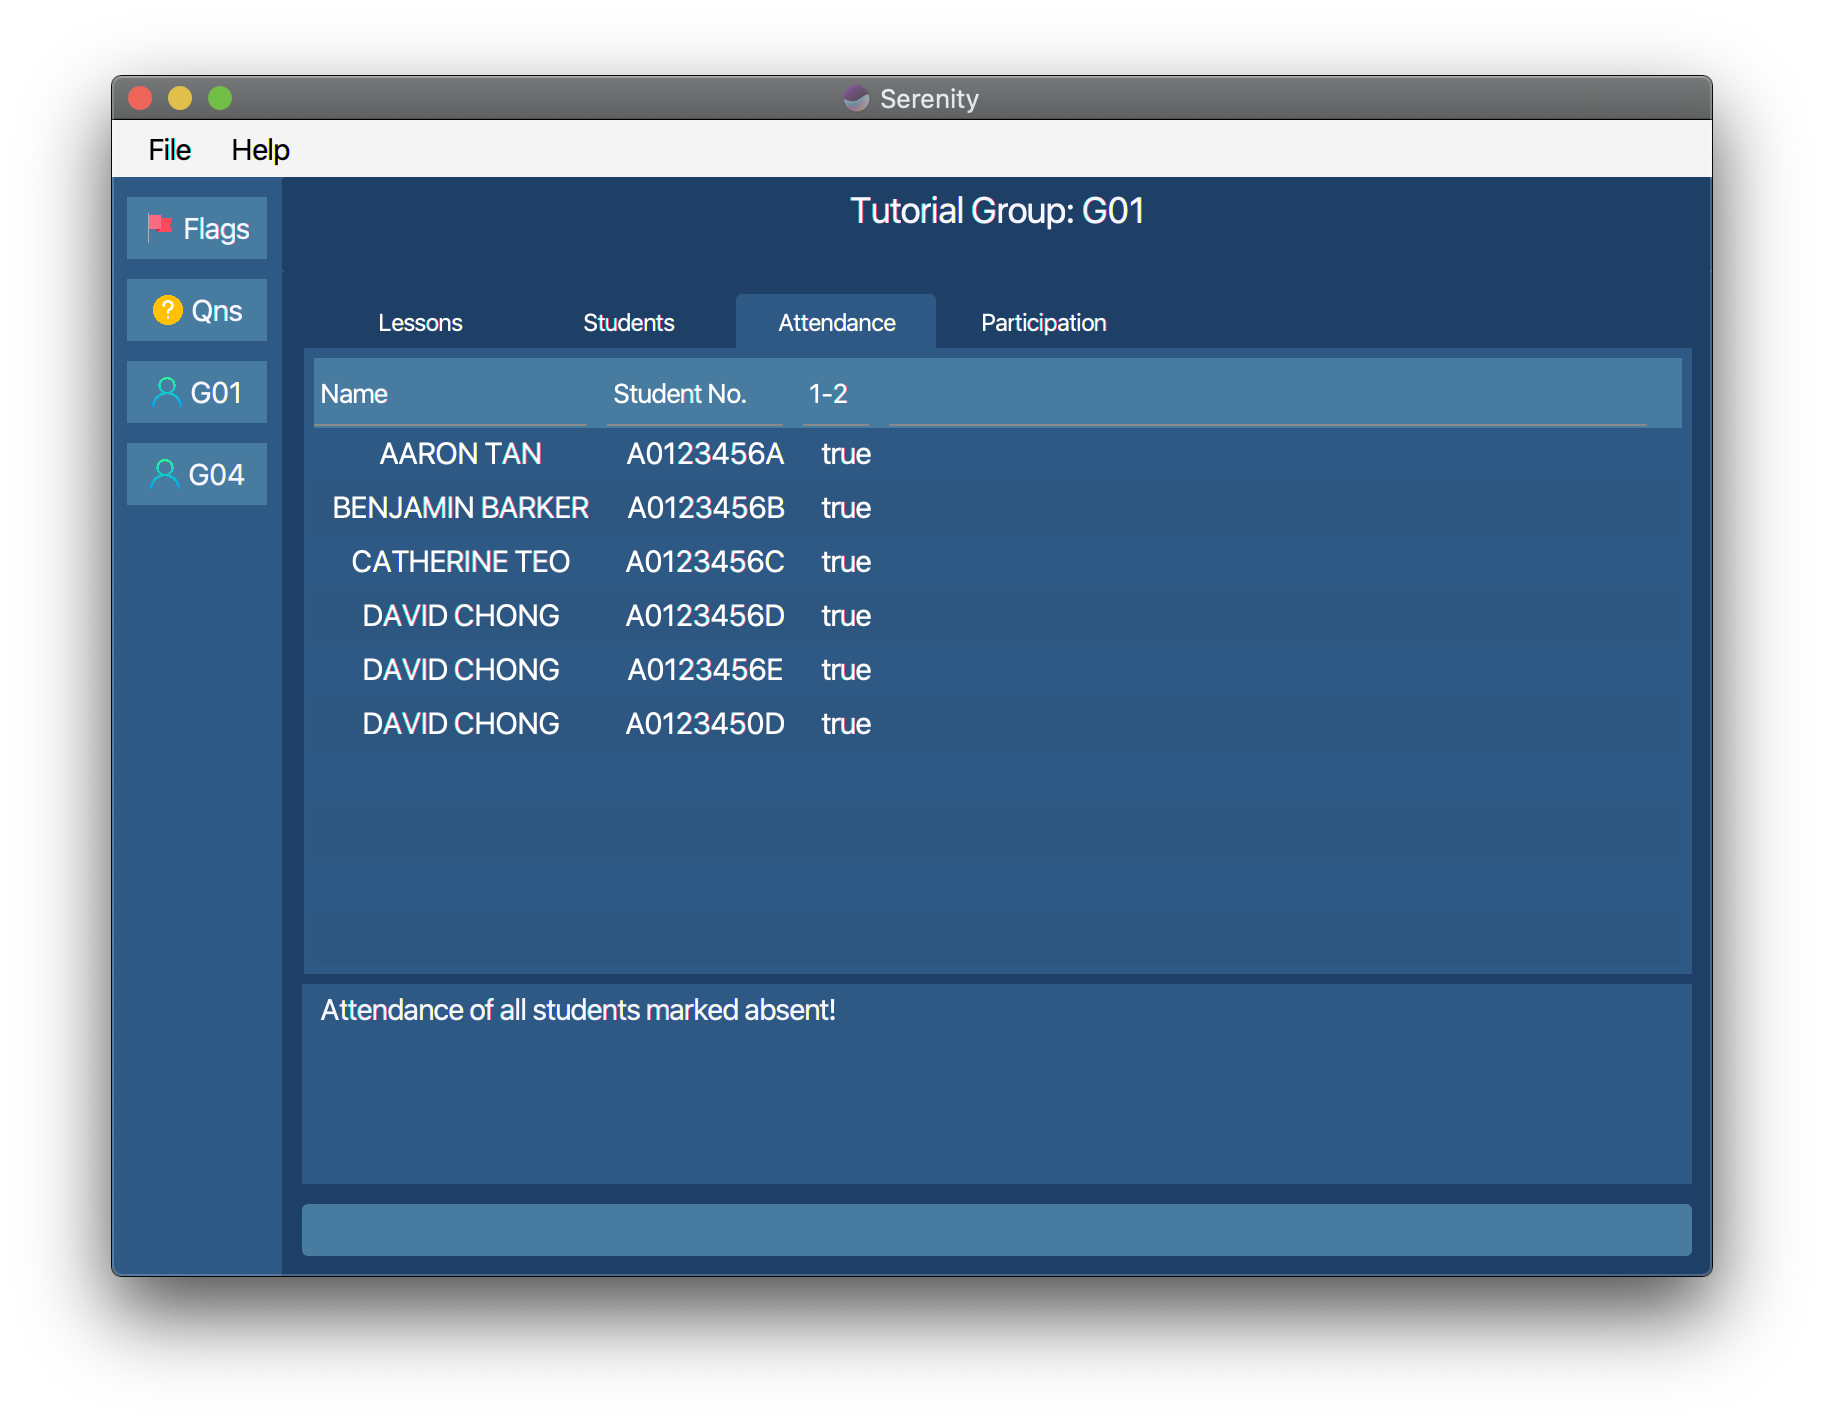 Serenity
File Help
Flags
? Qns
G01
G04
Tutorial Group: G01
Lessons Students Attendance Participation
Name Student No. 1-2
AARON TAN A0123456A true
BENJAMIN BARKER A0123456B true
CATHERINE TEO A0123456C true
DAVID CHONG A0123456D true
DAVID CHONG A0123456E true
DAVID CHONG A0123450D true
Attendance of all students marked absent!